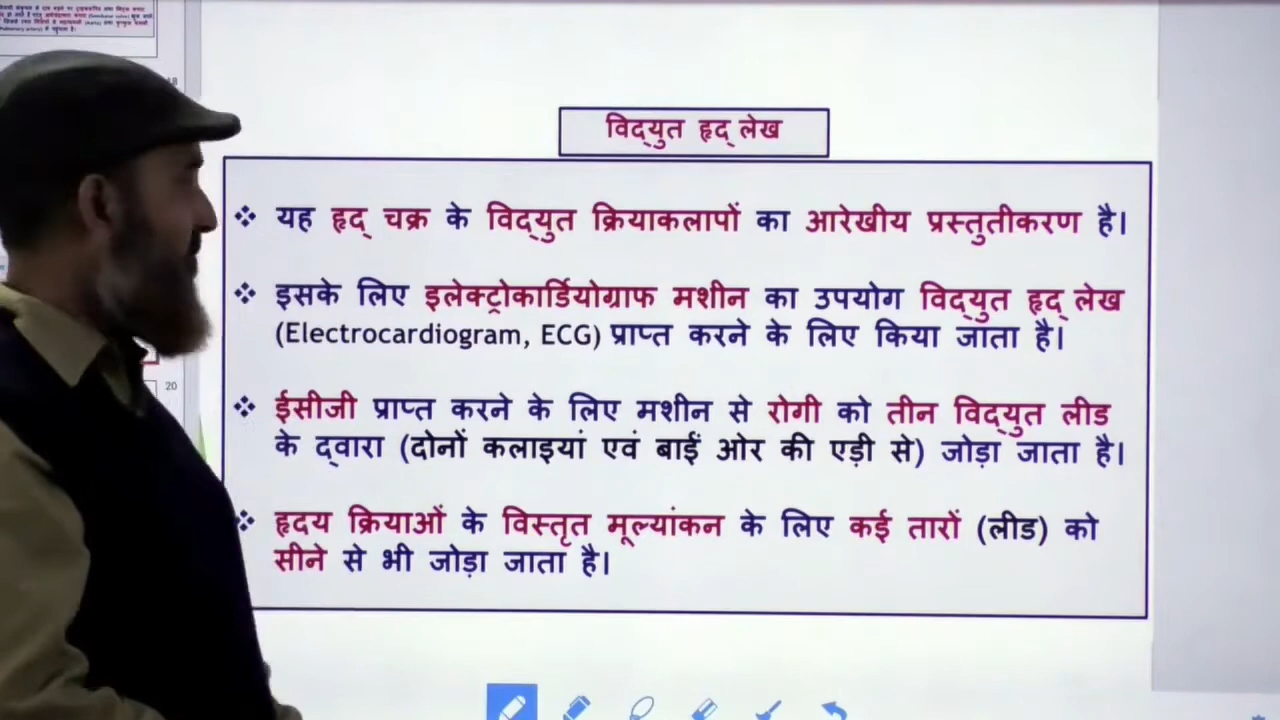 विद्युत हृद् लेख
❖ यह हृद् चक्र के विद्युत क्रियाकलापों का आरेखीय प्रस्तुतीकरण है।
❖ इसके लिए इलेक्ट्रोकार्डियोग्राफ मशीन का उपयोग विद्युत हृद् लेख
(Electrocardiogram, ECG) प्राप्त करने के लिए किया जाता है।
❖ ईसीजी प्राप्त करने के लिए मशीन से रोगी को तीन विद्युत लीड
के द्वारा (दोनों कलाइयां एवं बाईं ओर की एड़ी से) जोड़ा जाता है।
❖ हृदय क्रियाओं के विस्तृत मूल्यांकन के लिए कई तारों (लीड) को
सीने से भी जोड़ा जाता है।
20